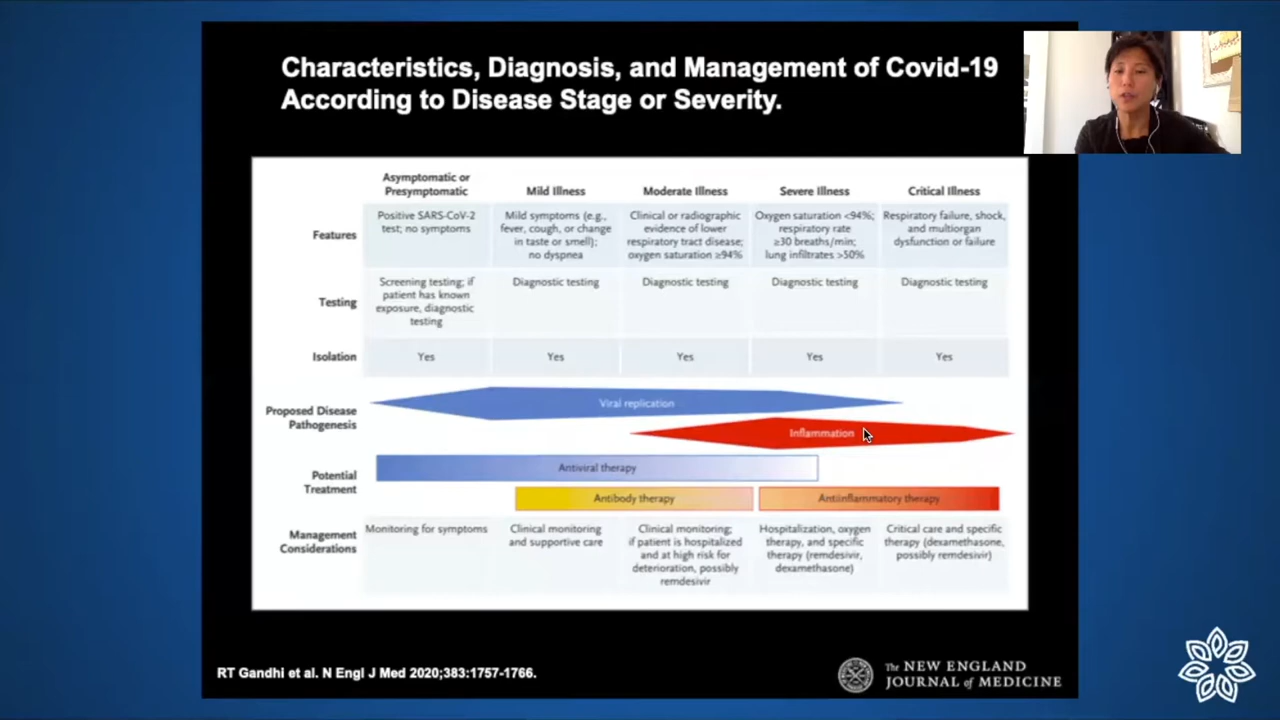 Characteristics, Diagnosis, and Management of Covid-19
According to Disease Stage or Severity.
Asymptomatic or
Presymptomatic
Mild Illness
Moderate Illness
Severe Illness
Critical Illness
Features
Positive SARS-CoV-2
test; no symptoms
Mild symptoms (e.g.,
fever, cough, or change
in taste or smell);
no dyspnea
Clinical or radiographic
evidence of lower
respiratory tract disease;
oxygen saturation ≥94%
Oxygen saturation <94%;
respiratory rate
≥30 breaths/min;
lung infiltrates >50%
Respiratory failure, shock,
and multiorgan
dysfunction or failure
Testing
Screening testing; if
patient has known
exposure, diagnostic
testing
Diagnostic testing
Diagnostic testing
Diagnostic testing
Diagnostic testing
Isolation
Yes
Yes
Yes
Yes
Yes
Proposed Disease
Pathogenesis
Viral replication
Inflammation
Potential
Treatment
Antiviral therapy
Antibody therapy
Antiinflammatory therapy
Management
Considerations
Monitoring for symptoms
Clinical monitoring
and supportive care
Clinical monitoring;
if patient is hospitalized
and at high risk for
deterioration, possibly
remdesivir
Hospitalization, oxygen
therapy, and specific
therapy (remdesivir,
dexamethasone)
Critical care and specific
therapy (dexamethasone,
possibly remdesivir)
RT Gandhi et al. N Engl J Med 2020;383:1757-1766.
The NEW ENGLAND
JOURNAL of MEDICINE